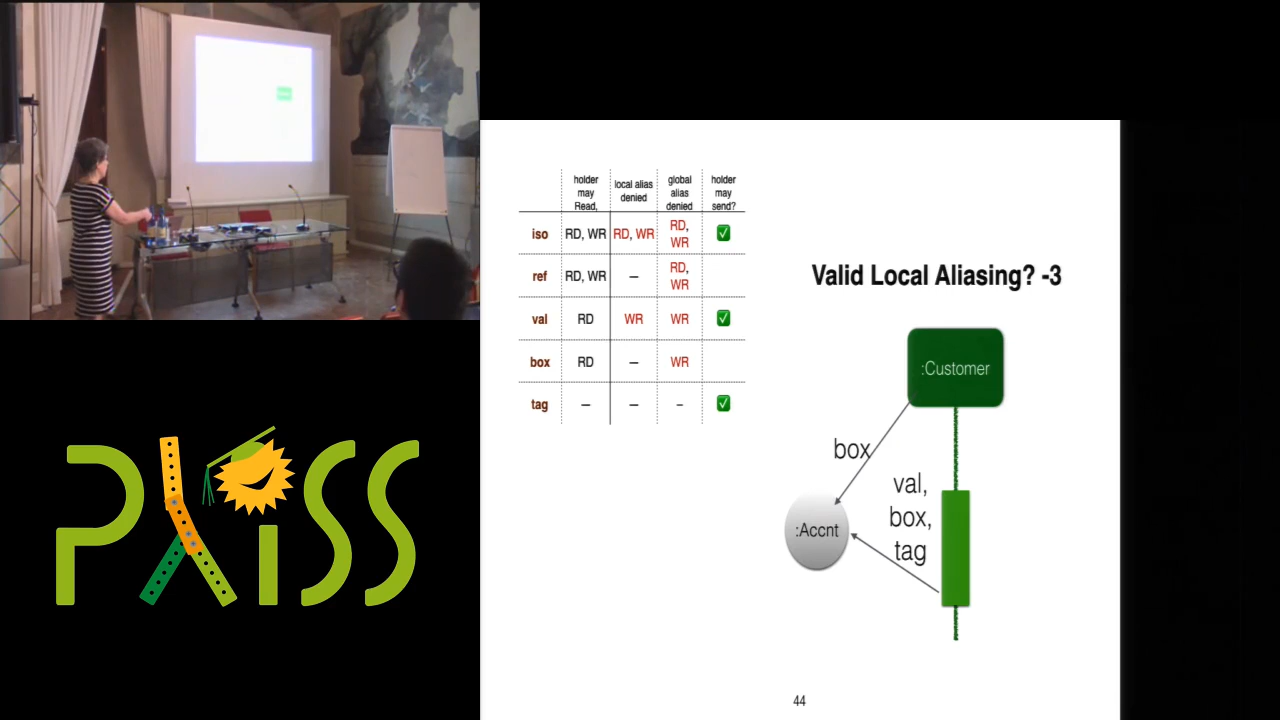 holder may Read,
local alias denied
global alias denied
holder may send?
iso RD, WR RD, WR RD, WR ✅
ref RD, WR – RD, WR
val RD WR WR ✅
box RD – WR
tag – – – ✅
Valid Local Aliasing? -3
:Customer
box
val,
box,
tag
:Accnt
44
PLISS